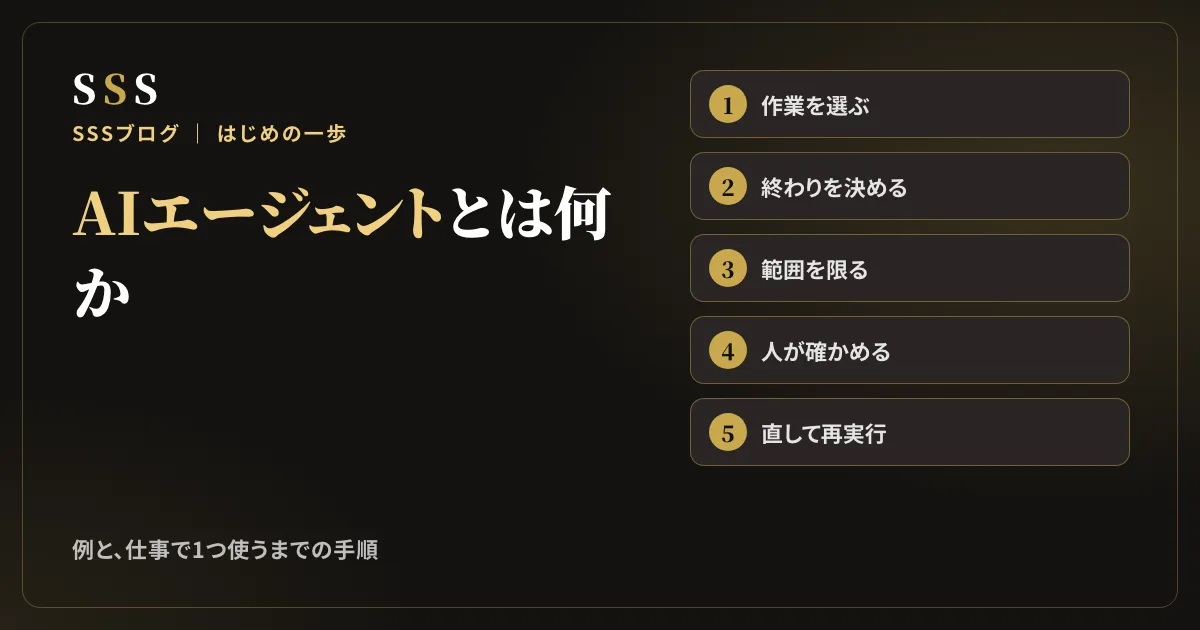 SSS
SSSブログ｜はじめの一歩
AIエージェントとは何
か
例と、仕事で1つ使うまでの手順
1 作業を選ぶ
2 終わりを決める
3 範囲を限る
4 人が確かめる
5 直して再実行